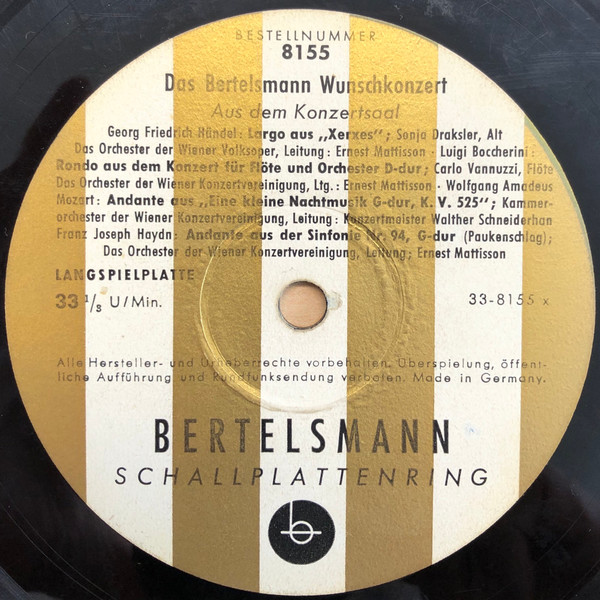 BESTELLNUMMER
8155
Das Bertelsmann Wunschkonzert
Aus dem Konzertsaal
Georg Friedrich Händel: Largo aus „Xerxes“; Sonja Draksler, Alt
Das Orchester der Wiener Volksoper, Leitung: Ernest Mattisson · Luigi Boccherini:
Rondo aus dem Konzert für Flöte und Orchester D-dur; Carlo Vannuzzi, Flöte
Das Orchester der Wiener Konzertvereinigung, Ltg.: Ernest Mattisson · Wolfgang Amadeus
Mozart: Andante aus „Eine kleine Nachtmusik G-dur, K. V. 525“; Kammer-
orchester der Wiener Konzertvereinigung, Leitung: Konzertmeister Walther Schneiderhan
Franz Joseph Haydn: Andante aus der Sinfonie Nr. 94, G-dur (Paukenschlag);
Das Orchester der Wiener Konzertvereinigung, Leitung: Ernest Mattisson
LANGSPIELPLATTE
33 1/3 U/Min. 33-8155 x
Alle Hersteller- und Urheberrechte vorbehalten. Überspielung, öffent-
liche Aufführung und Rundfunksendung verboten. Made in Germany.
BERTELSMANN
SCHALLPLATTENRING
b